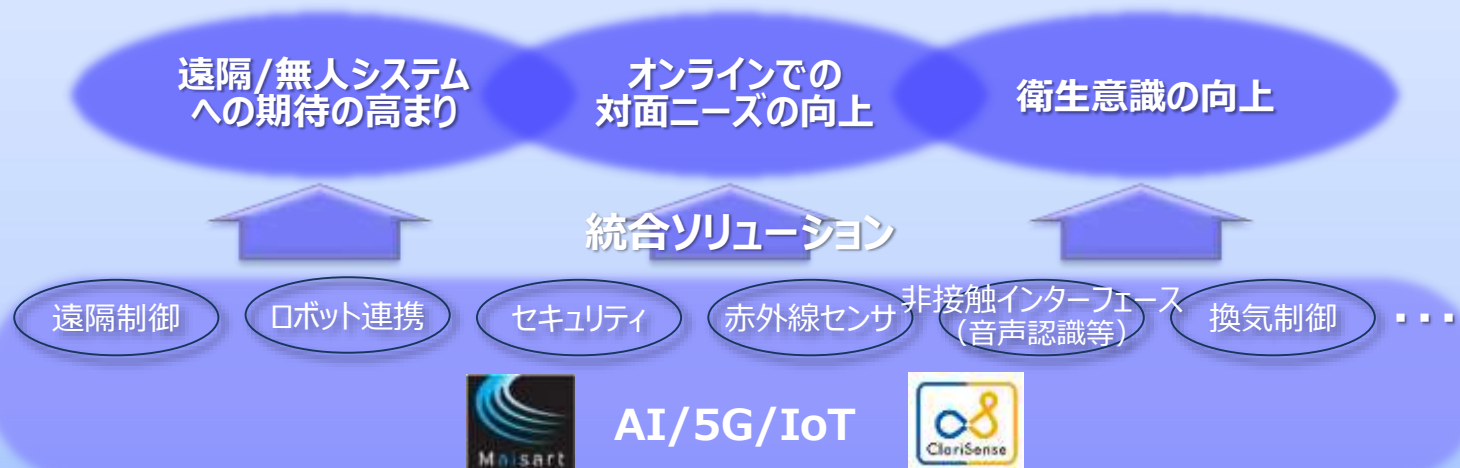 遠隔/無人システム
への期待の高まり
オンラインでの
対面ニーズの向上
衛生意識の向上
統合ソリューション
遠隔制御
ロボット連携
セキュリティ
赤外線センサ
非接触インターフェース
（音声認識等）
換気制御
・・・
Maisart
AI/5G/IoT
ClariSense